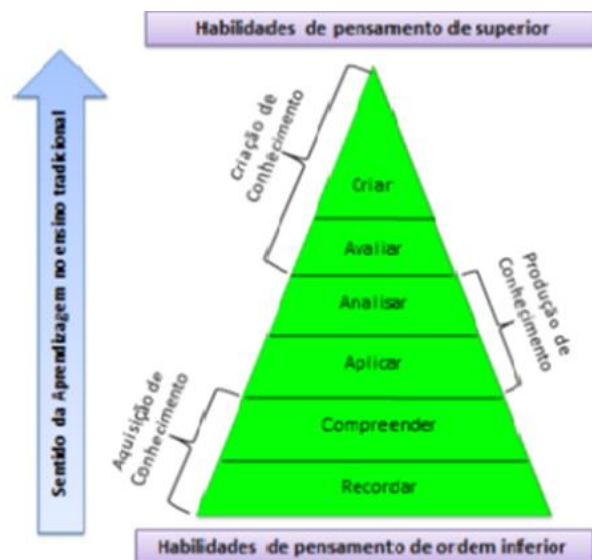 Habilidades de pensamento de superior
Sentido da Aprendizagem no ensino tradicional
Criação de
Conhecimento
Criar
Avaliar
Analisar
Aplicar
Compreender
Recordar
Produção de
Conhecimento
Aquisição de
Conhecimento
Habilidades de pensamento de ordem inferior